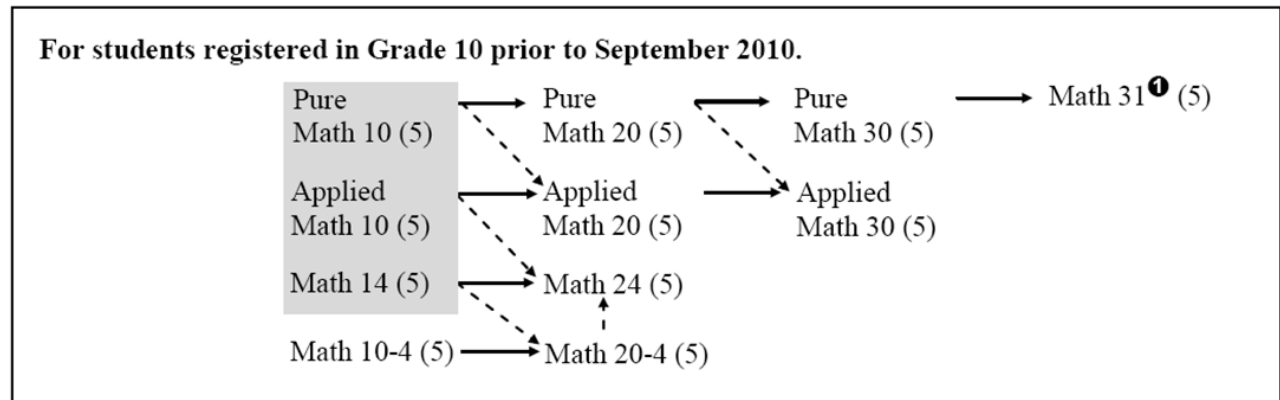 For students registered in Grade 10 prior to September 2010.
Pure Math 10 (5)
Pure Math 20 (5)
Pure Math 30 (5)
Math 31❶ (5)
Applied Math 10 (5)
Applied Math 20 (5)
Applied Math 30 (5)
Math 14 (5)
Math 24 (5)
Math 10-4 (5)
Math 20-4 (5)